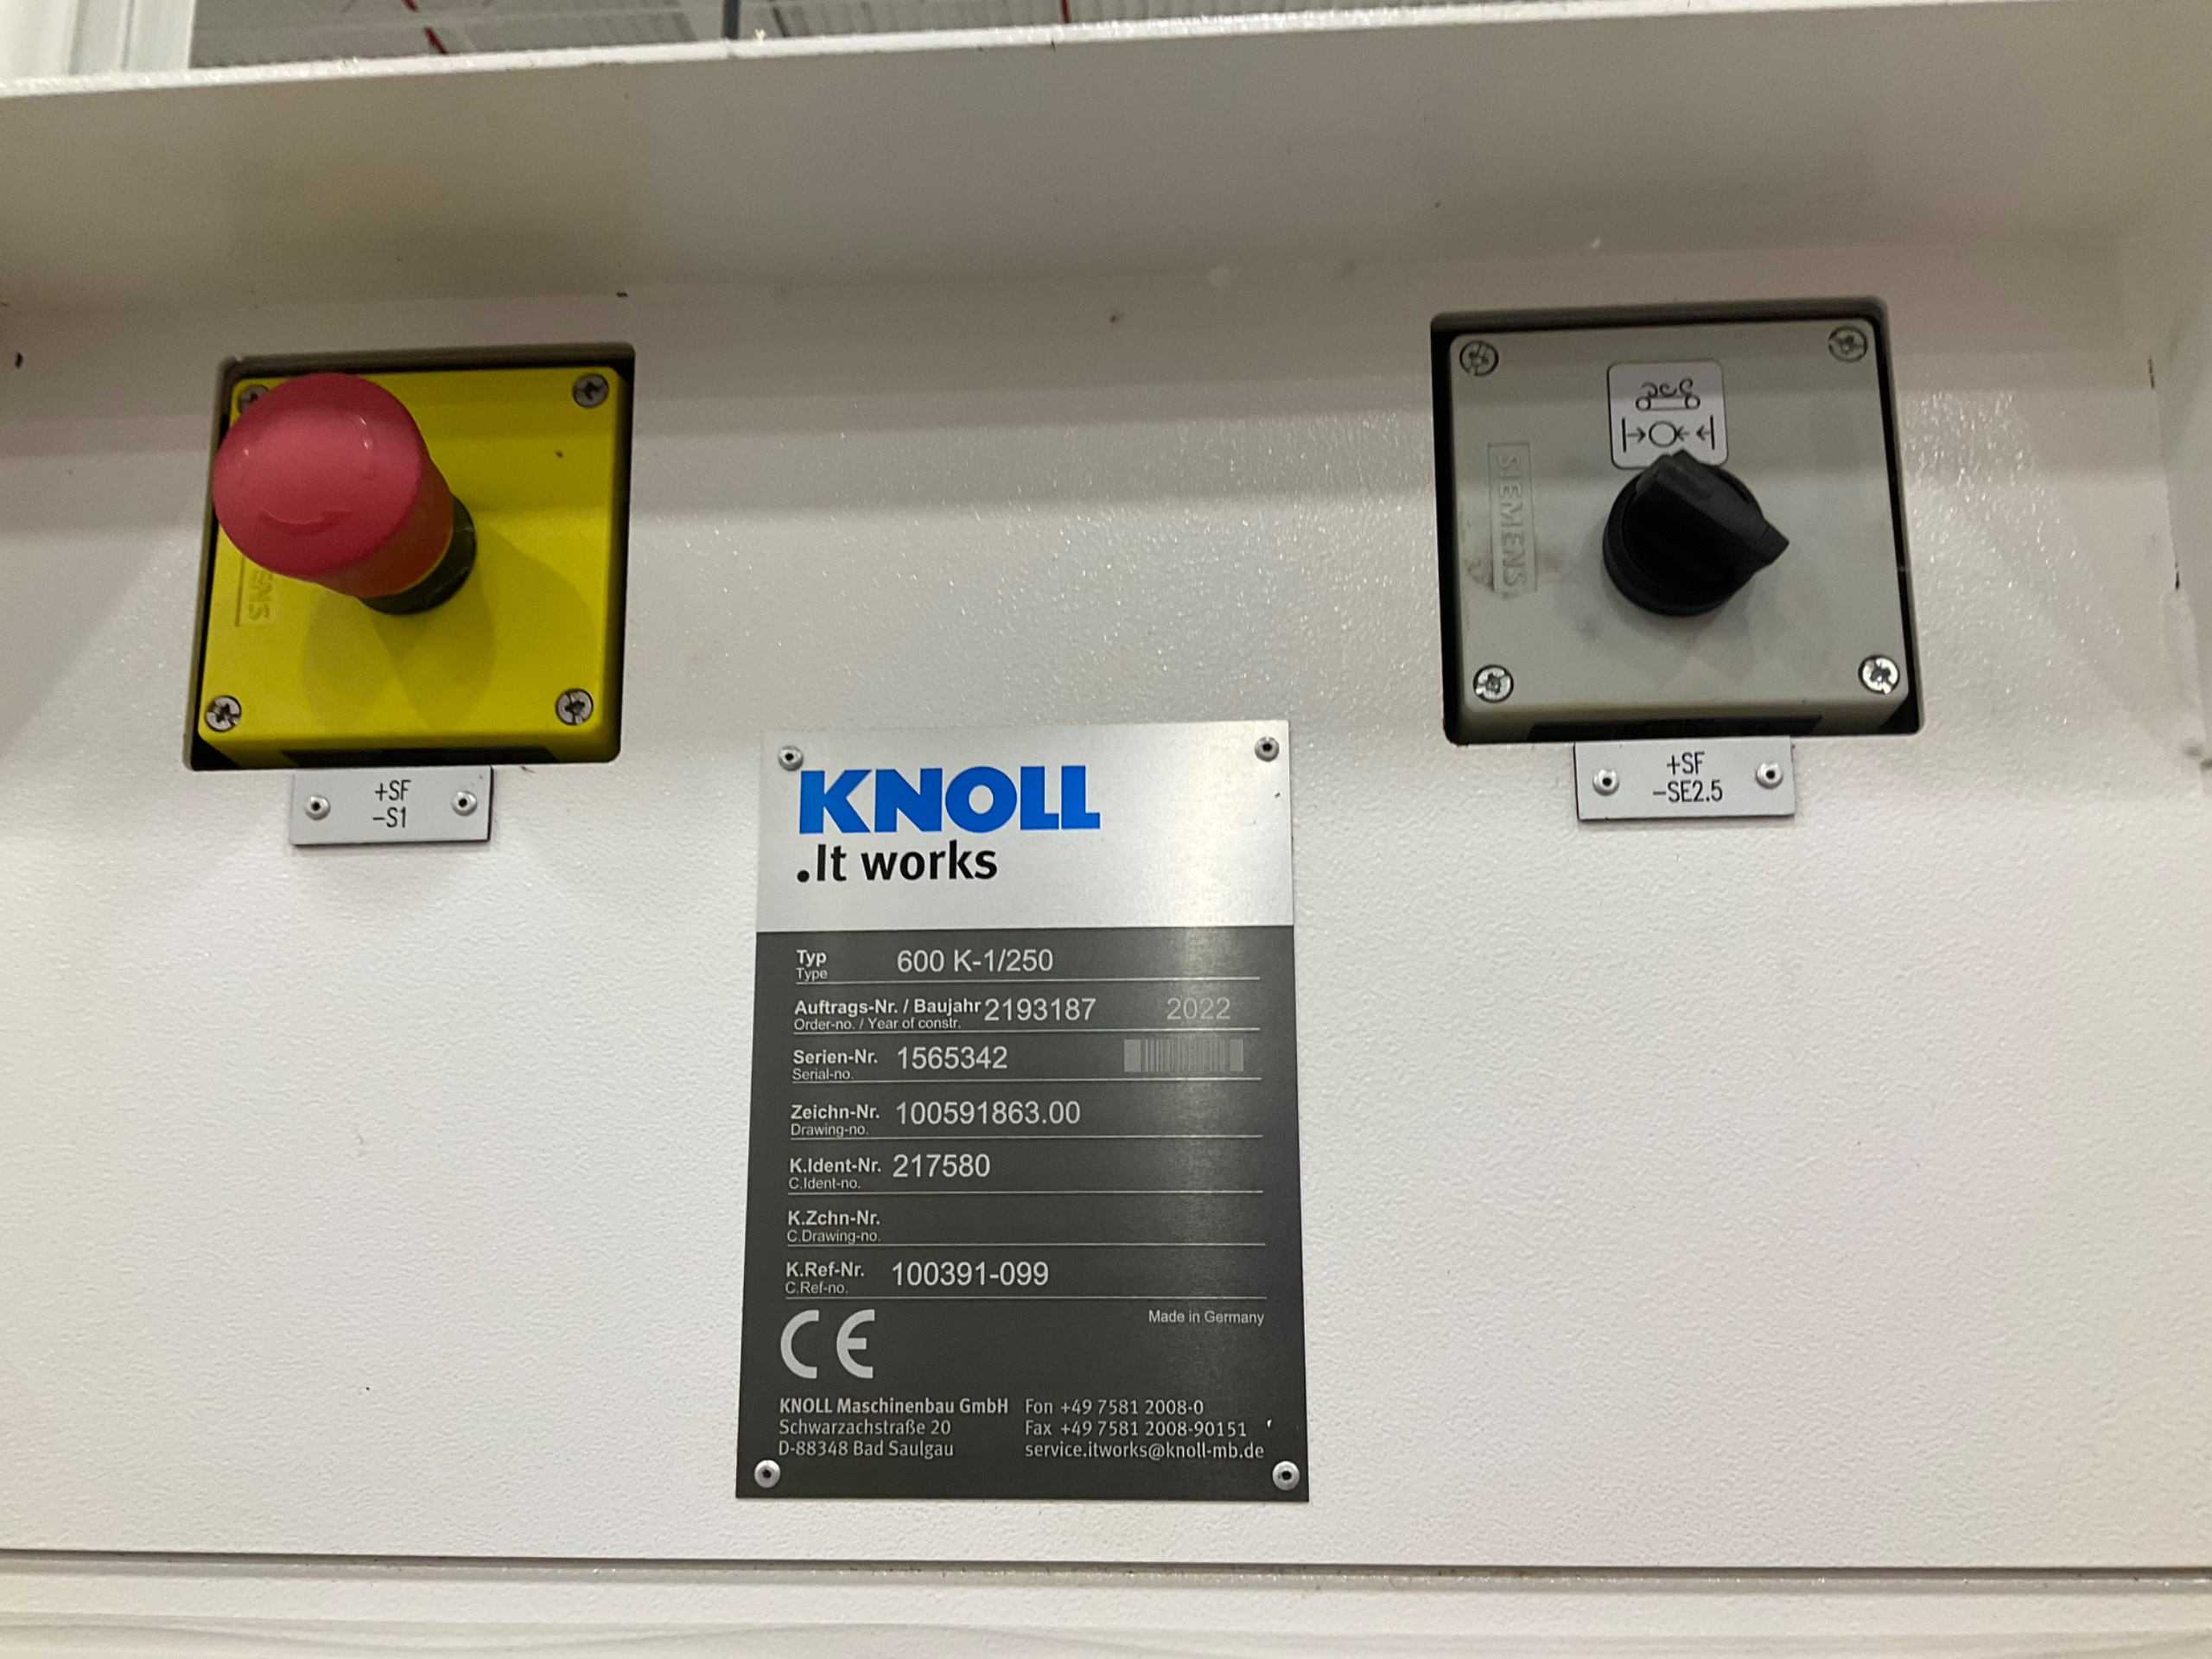 SIEMENS
ENS
+SF
-S1
+SF
-SE2.5
KNOLL
.It works
Typ 600 K-1/250
Type
Auftrags-Nr. / Baujahr 2193187 2022
Order-no. / Year of constr.
Serien-Nr. 1565342
Serial-no.
Zeichn-Nr. 100591863.00
Drawing-no.
K.Ident-Nr. 217580
C.Ident-no.
K.Zchn-Nr.
C.Drawing-no.
K.Ref-Nr. 100391-099
C.Ref-no.
Made in Germany
CE
KNOLL Maschinenbau GmbH Fon +49 7581 2008-0
Schwarzachstraße 20 Fax +49 7581 2008-90151
D-88348 Bad Saulgau service.itworks@knoll-mb.de